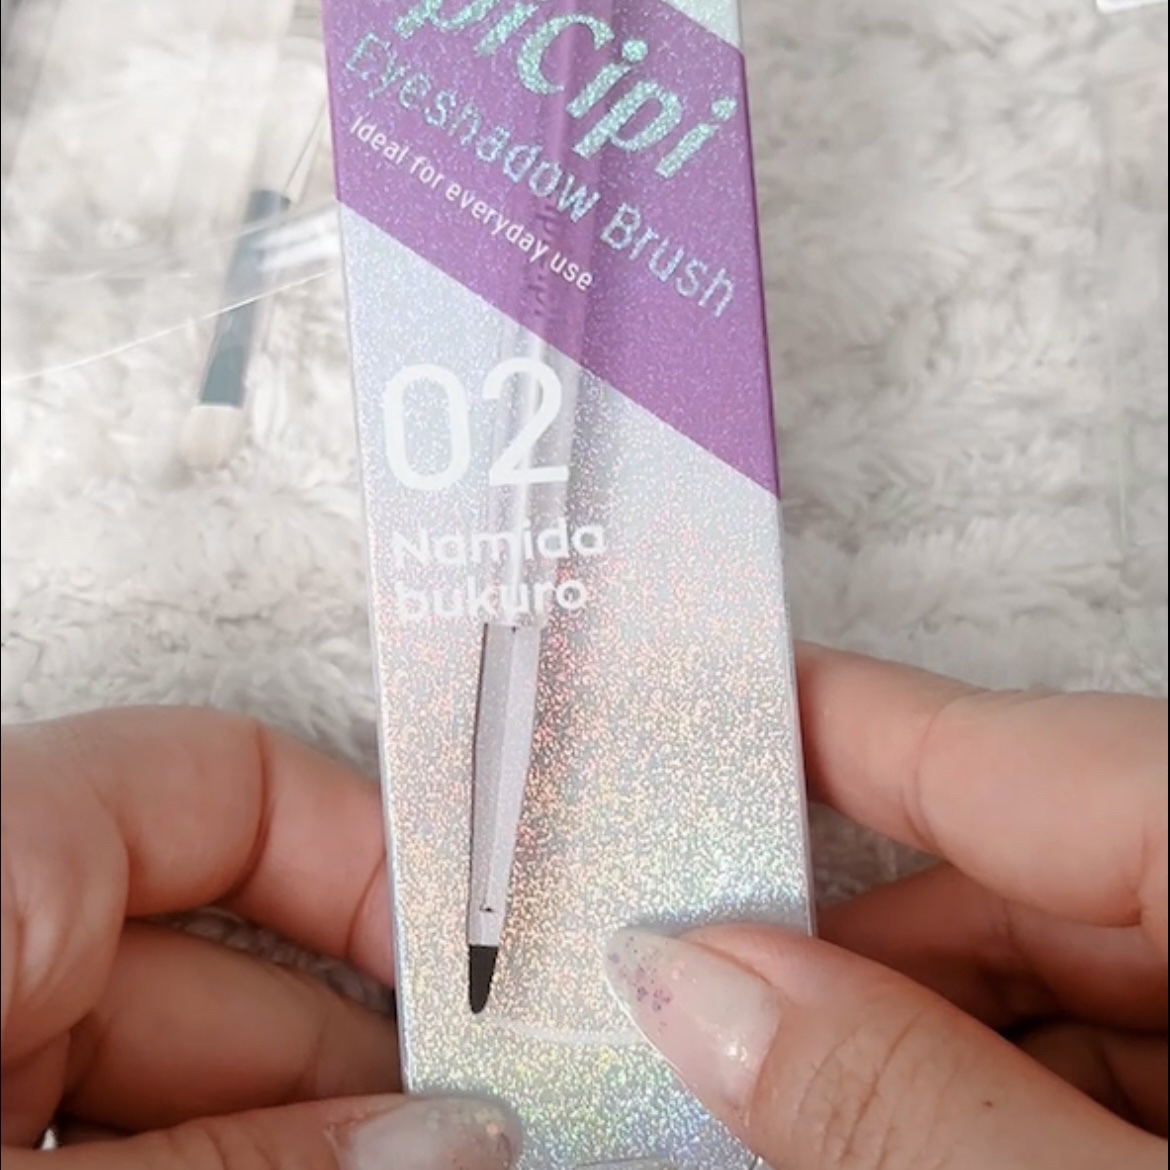 picipi
Eyeshadow Brush
ideal for everyday use
02
Namida
bukuro